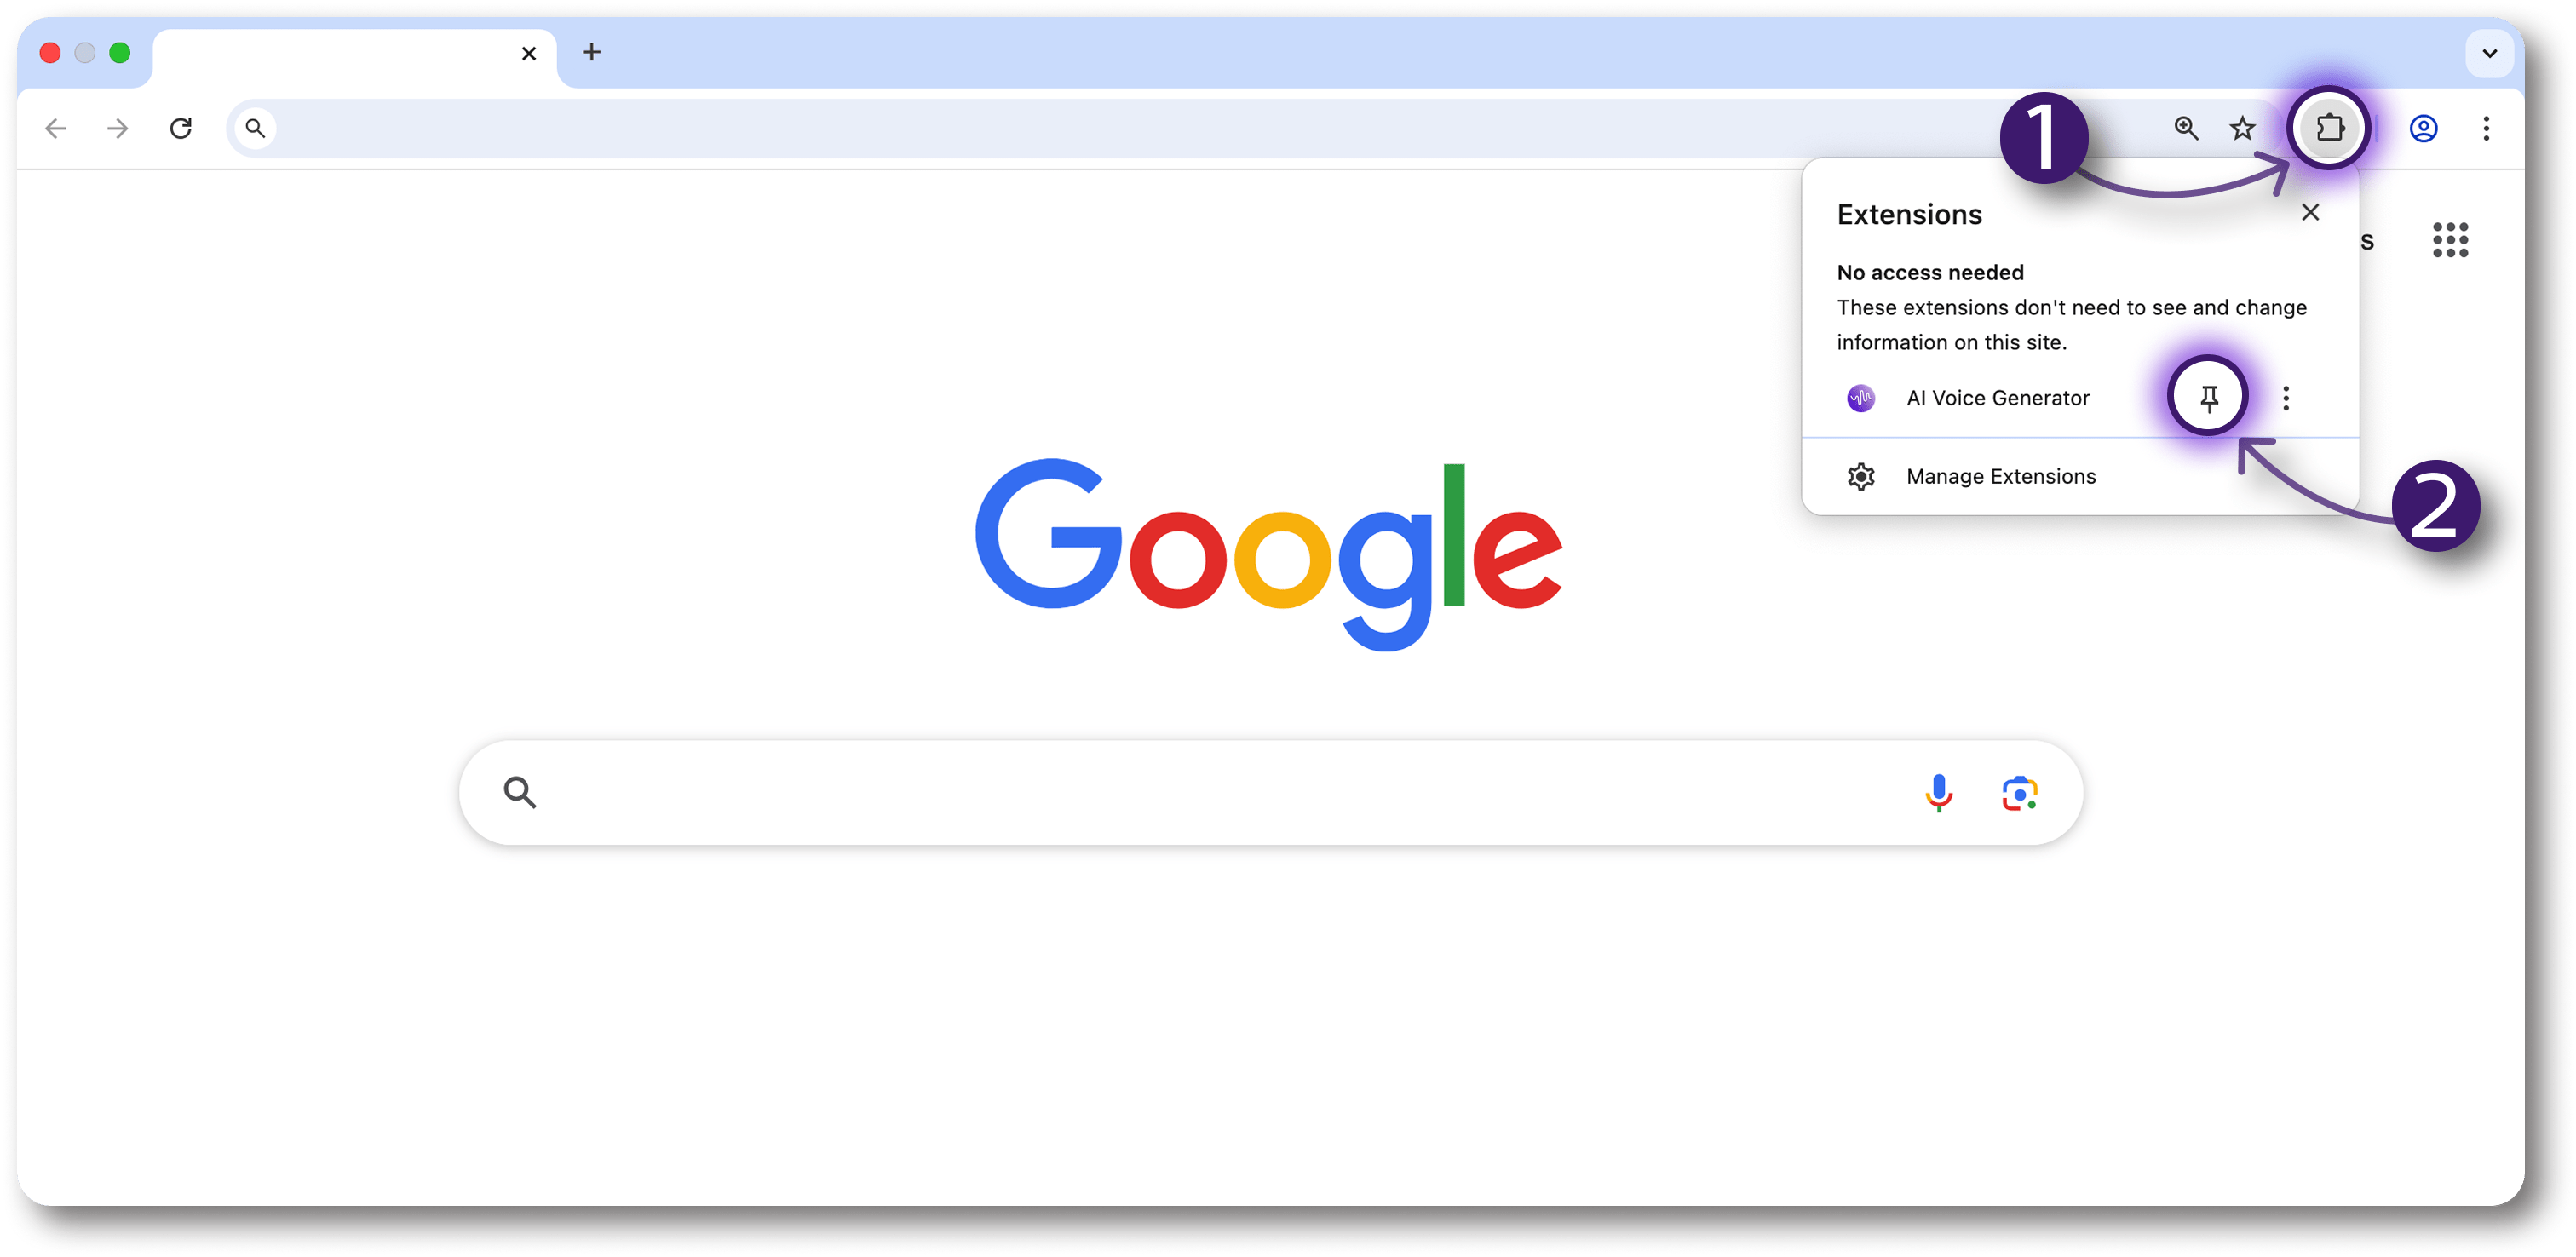 1
Extensions
s
No access needed
These extensions don't need to see and change
information on this site.
AI Voice Generator
Manage Extensions
2
Google